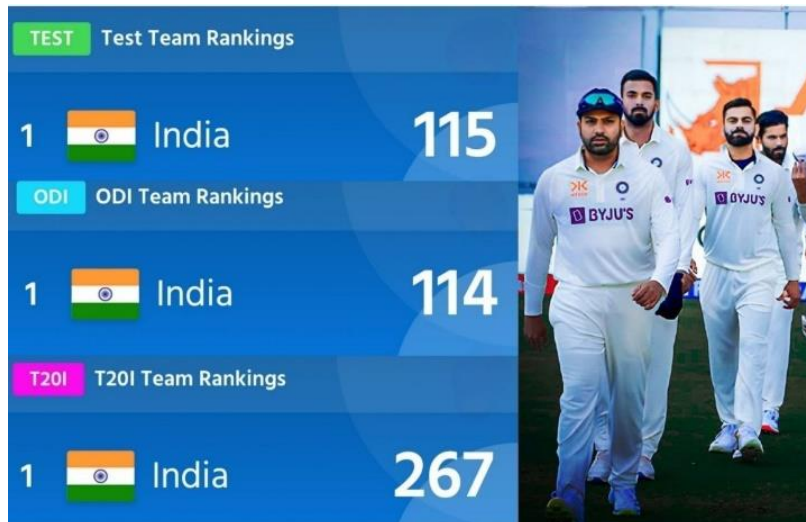 TEST Test Team Rankings
1 India 115
ODI ODI Team Rankings
1 India 114
T20I T20I Team Rankings
1 India 267
BYJU'S
BYJU'S